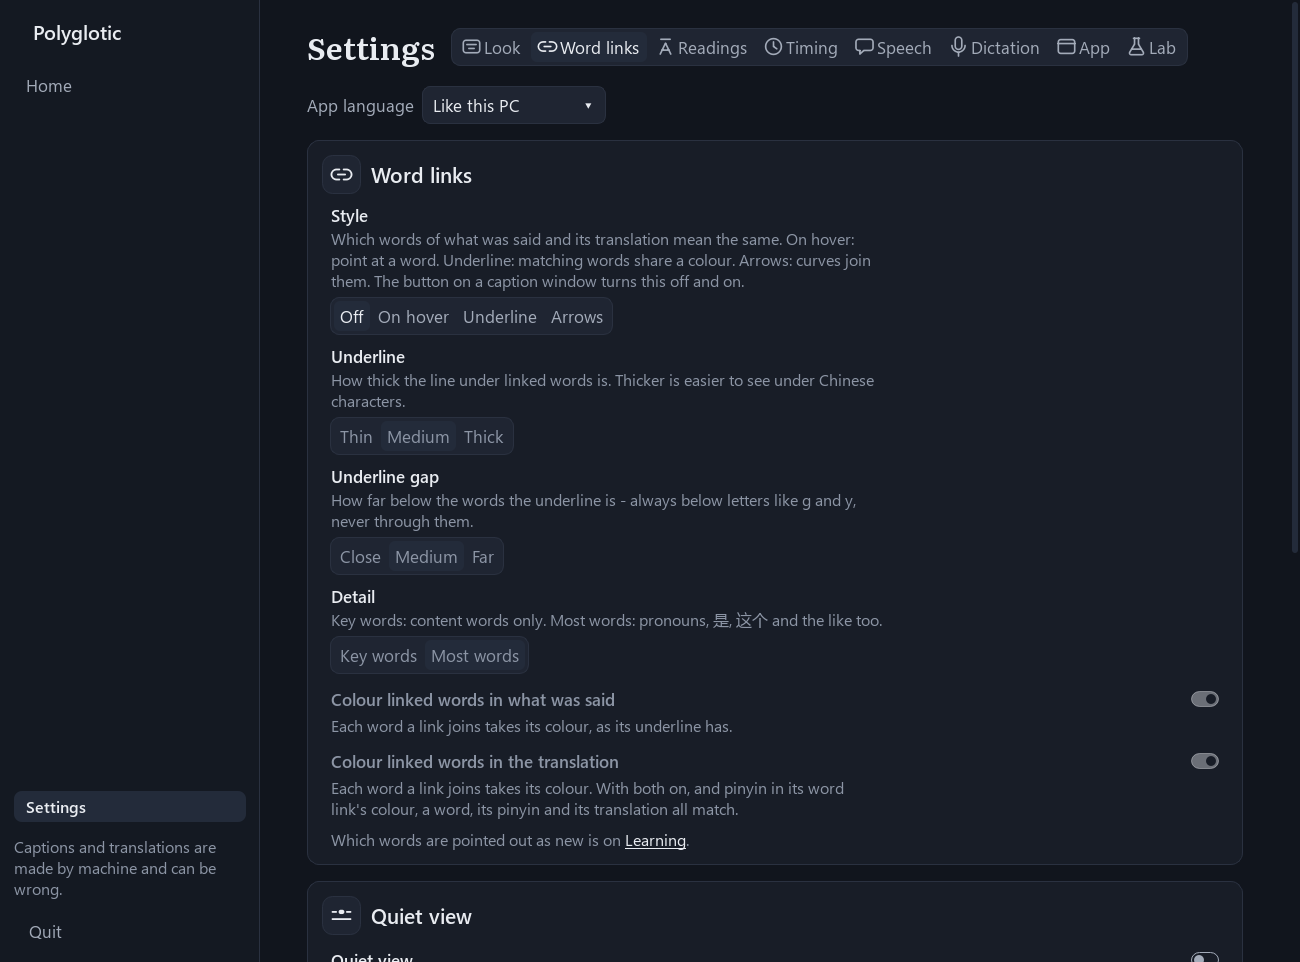 Polyglotic
Home
Settings
Look Word links Readings Timing Speech Dictation App Lab
App language Like this PC
Word links
Style
Which words of what was said and its translation mean the same. On hover:
point at a word. Underline: matching words share a colour. Arrows: curves join
them. The button on a caption window turns this off and on.
Off On hover Underline Arrows
Underline
How thick the line under linked words is. Thicker is easier to see under Chinese
characters.
Thin Medium Thick
Underline gap
How far below the words the underline is - always below letters like g and y,
never through them.
Close Medium Far
Detail
Key words: content words only. Most words: pronouns, 是, 这个 and the like too.
Key words Most words
Colour linked words in what was said
Each word a link joins takes its colour, as its underline has.
Colour linked words in the translation
Each word a link joins takes its colour. With both on, and pinyin in its word
link's colour, a word, its pinyin and its translation all match.
Which words are pointed out as new is on Learning.
Quiet view
Quiet view
Settings
Captions and translations are
made by machine and can be
wrong.
Quit